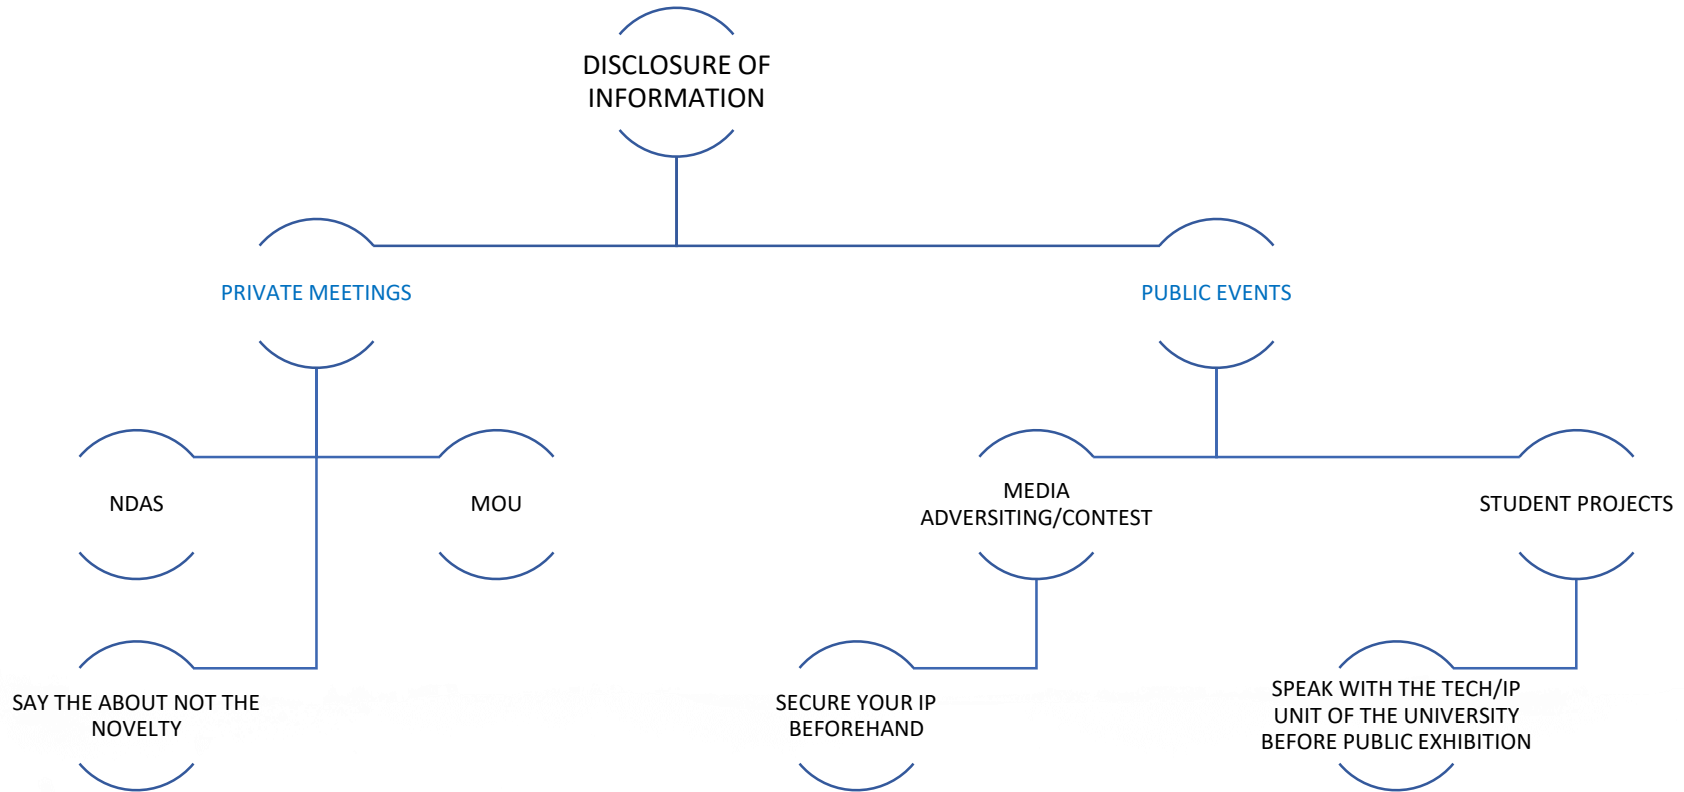 DISCLOSURE OF
INFORMATION
PRIVATE MEETINGS
PUBLIC EVENTS
NDAS
MOU
MEDIA
ADVERSITING/CONTEST
STUDENT PROJECTS
SAY THE ABOUT NOT THE
NOVELTY
SECURE YOUR IP
BEFOREHAND
SPEAK WITH THE TECH/IP
UNIT OF THE UNIVERSITY
BEFORE PUBLIC EXHIBITION